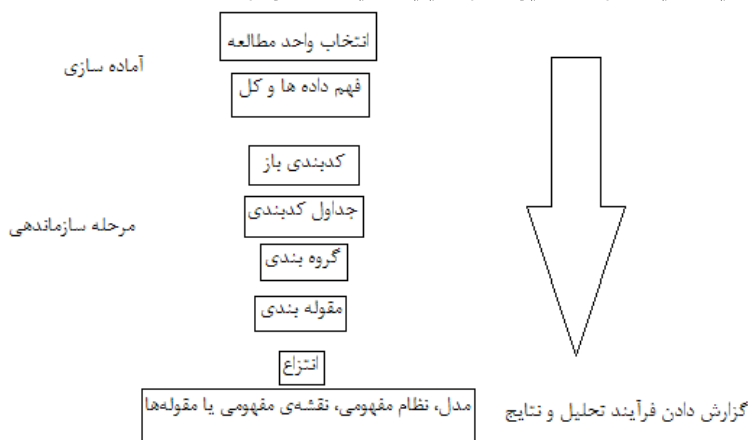 انتخاب واحد مطالعه
آماده سازی
فهم داده ها و کل
کدبندی باز
جداول کدبندی
مرحله سازماندهی
گروه بندی
مقوله بندی
انتزاع
مدل، نظام مفهومی، نقشه‌ی مفهومی یا مقوله‌ها
گزارش دادن فرآیند تحلیل و نتایج